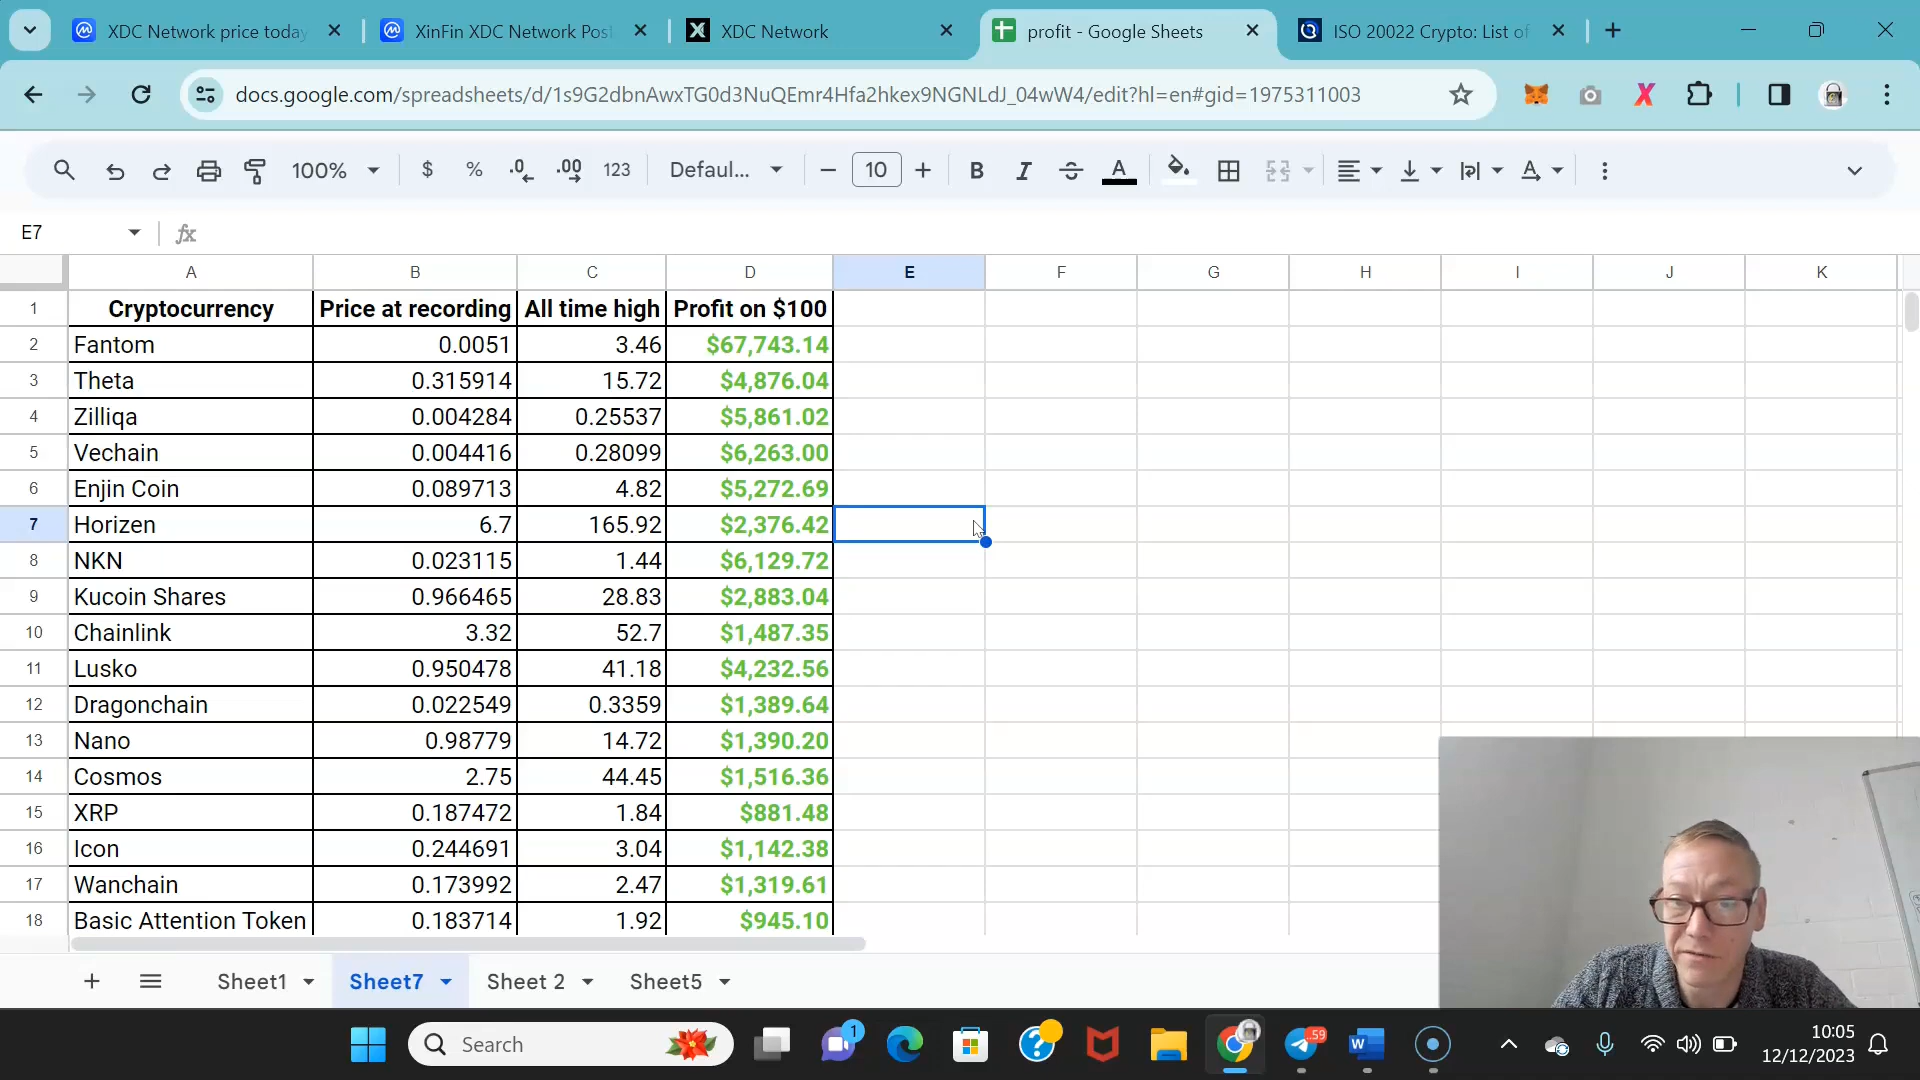 XDC Network price today
XinFin XDC Network Pos
XDC Network
profit - Google Sheets
ISO 20022 Crypto: List of
docs.google.com/spreadsheets/d/1s9G2dbnAwxTG0d3NuQEmr4Hfa2hkex9NGNLdJ_04wW4/edit?hl=en#gid=1975311003
100% $ % .0 .00 123 Defaul... 10 B I A A
E7 fx
A B C D E F G H I J K
1 Cryptocurrency Price at recording All time high Profit on $100
2 Fantom 0.0051 3.46 $67,743.14
3 Theta 0.315914 15.72 $4,876.04
4 Zilliqa 0.004284 0.25537 $5,861.02
5 Vechain 0.004416 0.28099 $6,263.00
6 Enjin Coin 0.089713 4.82 $5,272.69
7 Horizen 6.7 165.92 $2,376.42
8 NKN 0.023115 1.44 $6,129.72
9 Kucoin Shares 0.966465 28.83 $2,883.04
10 Chainlink 3.32 52.7 $1,487.35
11 Lusko 0.950478 41.18 $4,232.56
12 Dragonchain 0.022549 0.3359 $1,389.64
13 Nano 0.98779 14.72 $1,390.20
14 Cosmos 2.75 44.45 $1,516.36
15 XRP 0.187472 1.84 $881.48
16 Icon 0.244691 3.04 $1,142.38
17 Wanchain 0.173992 2.47 $1,319.61
18 Basic Attention Token 0.183714 1.92 $945.10
Sheet1 Sheet7 Sheet 2 Sheet5
Search 1 59 W 10:05
12/12/2023